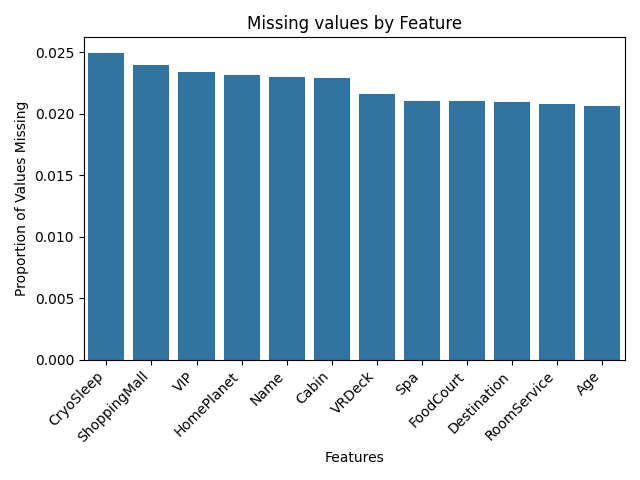 Missing values by Feature
Proportion of Values Missing
0.025
0.020
0.015
0.010
0.005
0.000
CryoSleep
ShoppingMall
VIP
HomePlanet
Name
Cabin
VRDeck
Spa
FoodCourt
Destination
RoomService
Age
Features